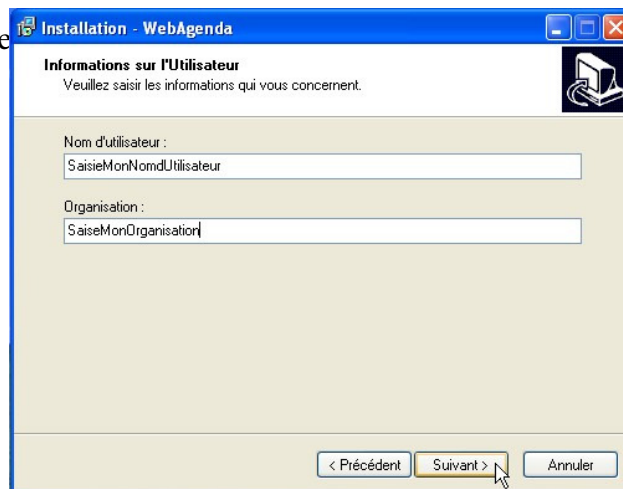 e
Installation - WebAgenda
Informations sur l'Utilisateur
Veuillez saisir les informations qui vous concernent.
Nom d'utilisateur :
SaisieMonNomdUtilisateur
Organisation :
SaiseMonOrganisation
< Précédent
Suivant >
Annuler